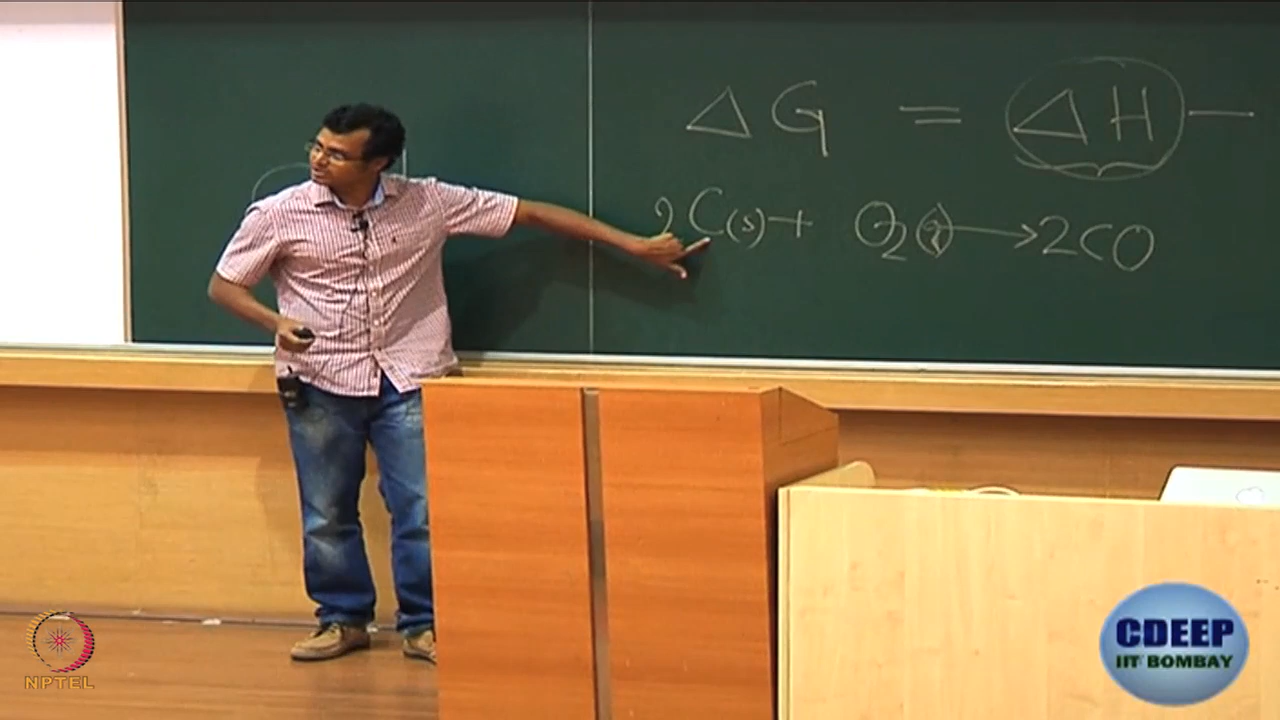 ΔG = ΔH -
2C(s) + O2(g) → 2CO
NPTEL
CDEEP
IIT BOMBAY